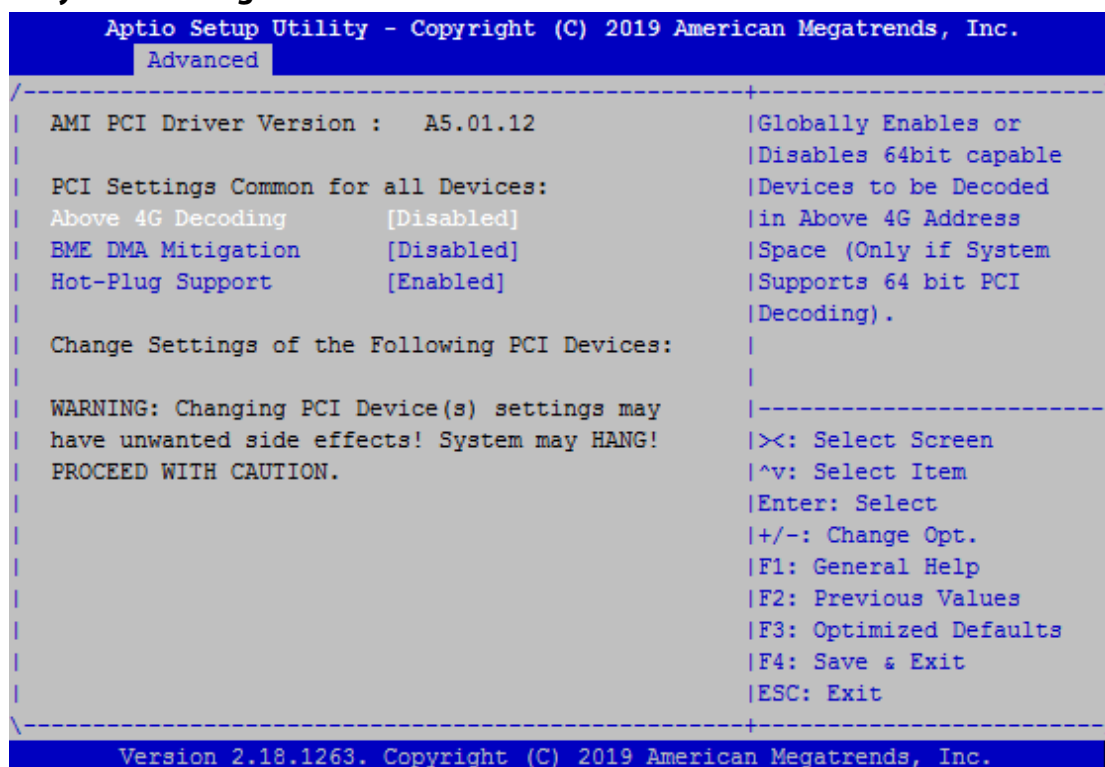 Aptio Setup Utility - Copyright (C) 2019 American Megatrends, Inc.
Advanced
/----------------------------------------------------+-------------------------
| AMI PCI Driver Version : A5.01.12 |Globally Enables or
| |Disables 64bit capable
| PCI Settings Common for all Devices: |Devices to be Decoded
| Above 4G Decoding [Disabled] |in Above 4G Address
| BME DMA Mitigation [Disabled] |Space (Only if System
| Hot-Plug Support [Enabled] |Supports 64 bit PCI
| |Decoding).
| Change Settings of the Following PCI Devices: |
| |
| WARNING: Changing PCI Device(s) settings may |-------------------------
| have unwanted side effects! System may HANG! |><: Select Screen
| PROCEED WITH CAUTION. |^v: Select Item
| |Enter: Select
| |+/-: Change Opt.
| |F1: General Help
| |F2: Previous Values
| |F3: Optimized Defaults
| |F4: Save & Exit
| |ESC: Exit
\----------------------------------------------------+-------------------------
Version 2.18.1263. Copyright (C) 2019 American Megatrends, Inc.